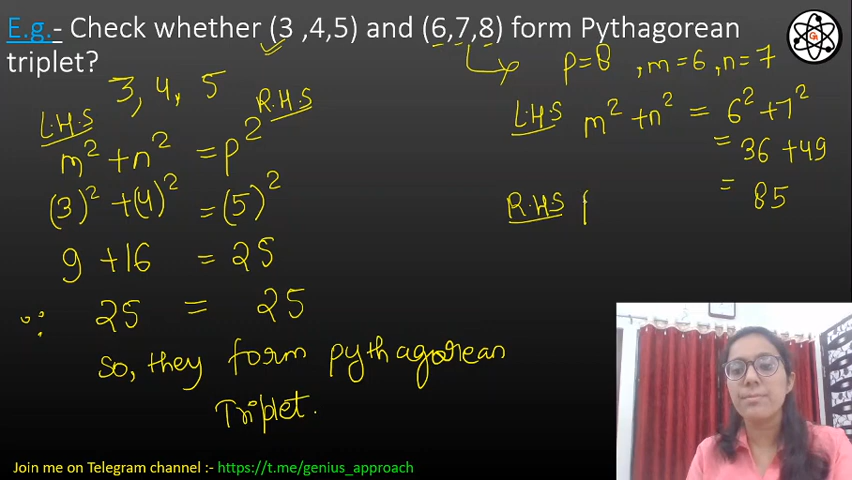 E.g.- Check whether (3 ,4,5) and (6,7,8) form Pythagorean
triplet?
3, 4, 5
L.H.S R.H.S
m² + n² = p²
(3)² + (4)² = (5)²
9 + 16 = 25
∵ 25 = 25
so, they form pythagorean
Triplet.
p=8 , m=6 , n=7
L.H.S m² + n² = 6² + 7²
= 36 + 49
= 85
R.H.S
Join me on Telegram channel :- https://t.me/genius_approach